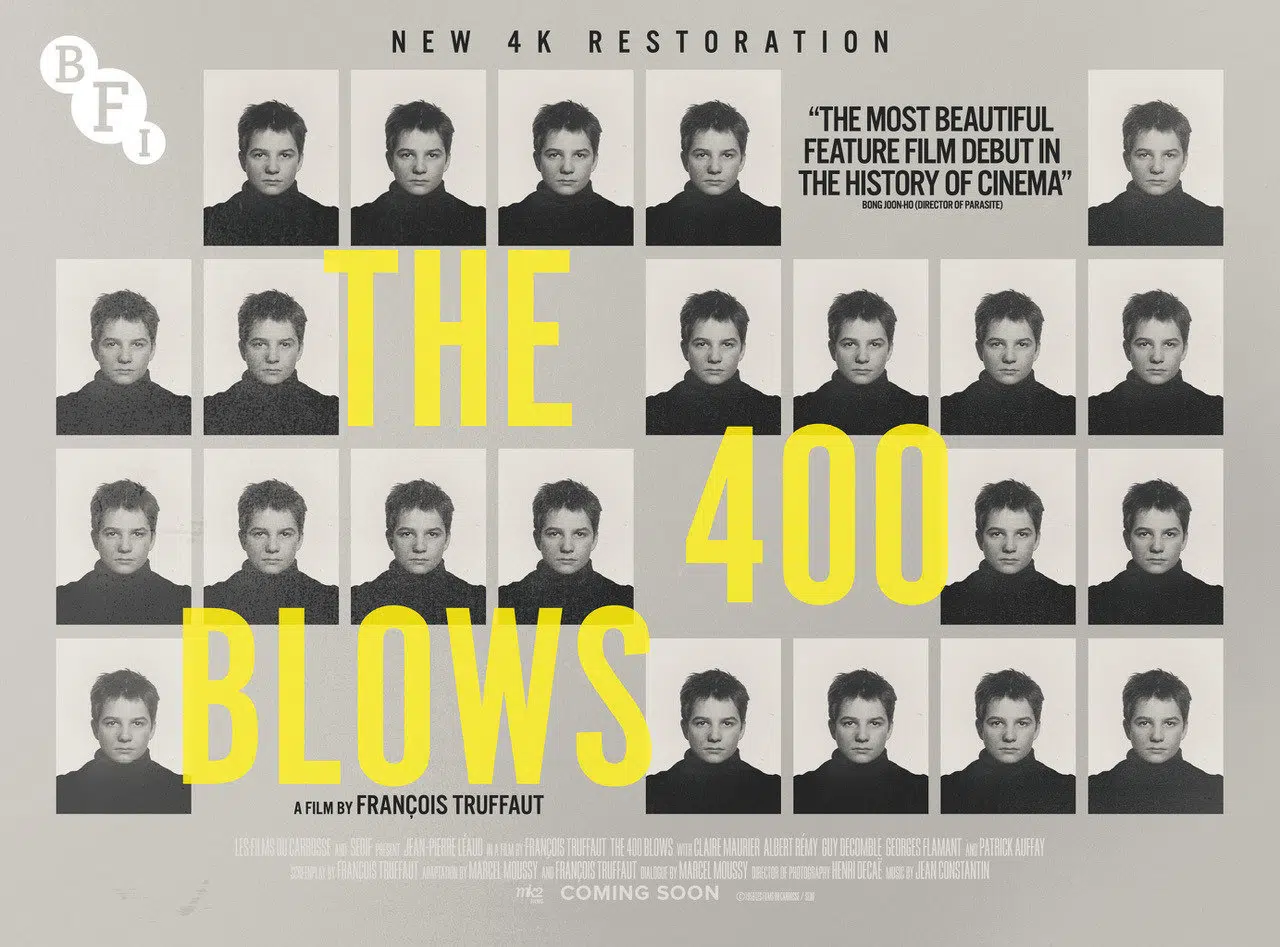 NEW 4K RESTORATION
BFI
“THE MOST BEAUTIFUL
FEATURE FILM DEBUT IN
THE HISTORY OF CINEMA”
BONG JOON-HO (DIRECTOR OF PARASITE)
THE
400
BLOWS
A FILM BY FRANÇOIS TRUFFAUT
LES FILMS DU CARROSSE AND SEDIF PRESENT JEAN-PIERRE LÉAUD IN A FILM BY FRANÇOIS TRUFFAUT THE 400 BLOWS WITH CLAIRE MAURIER ALBERT RÉMY GUY DECOMBLE GEORGES FLAMANT AND PATRICK AUFFAY
SCREENPLAY BY FRANÇOIS TRUFFAUT ADAPTATION BY MARCEL MOUSSY AND FRANÇOIS TRUFFAUT DIALOGUE BY MARCEL MOUSSY DIRECTOR OF PHOTOGRAPHY HENRI DECAË MUSIC BY JEAN CONSTANTIN
mk2
COMING SOON